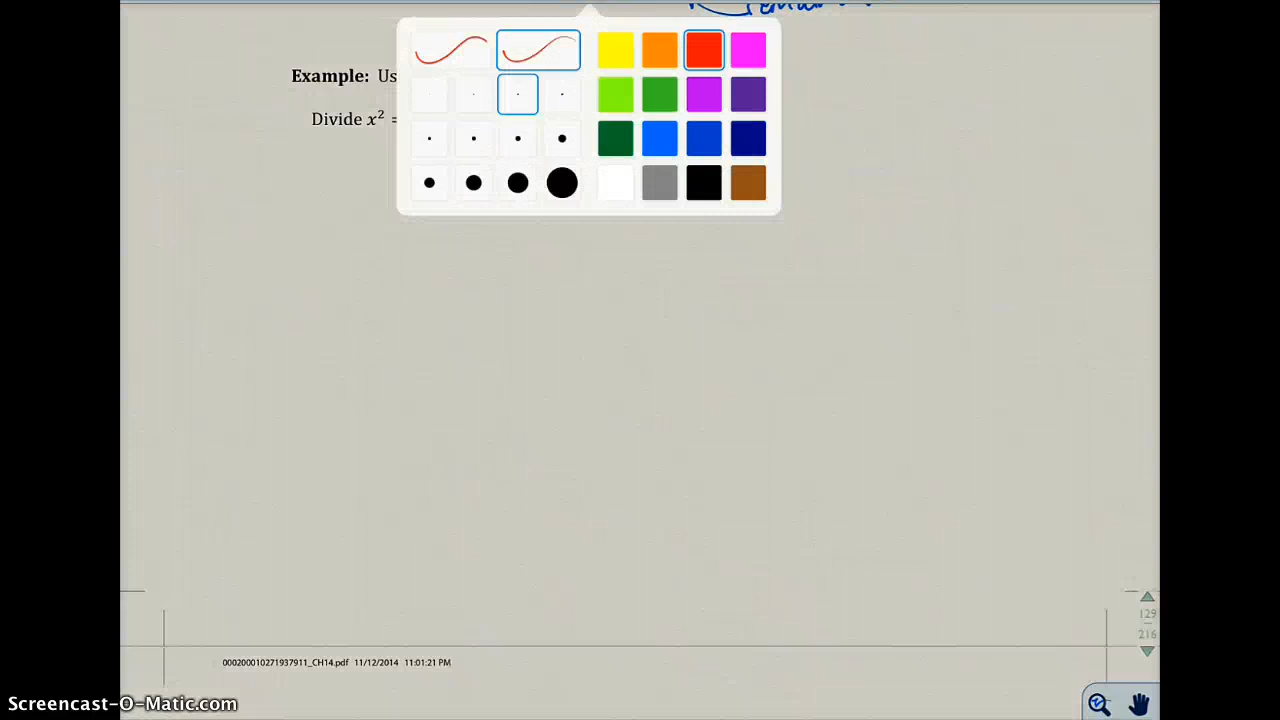 Example: Us
Divide x² =
129
216
000200010271937911_CH14.pdf 11/12/2014 11:01:21 PM
Screencast-O-Matic.com